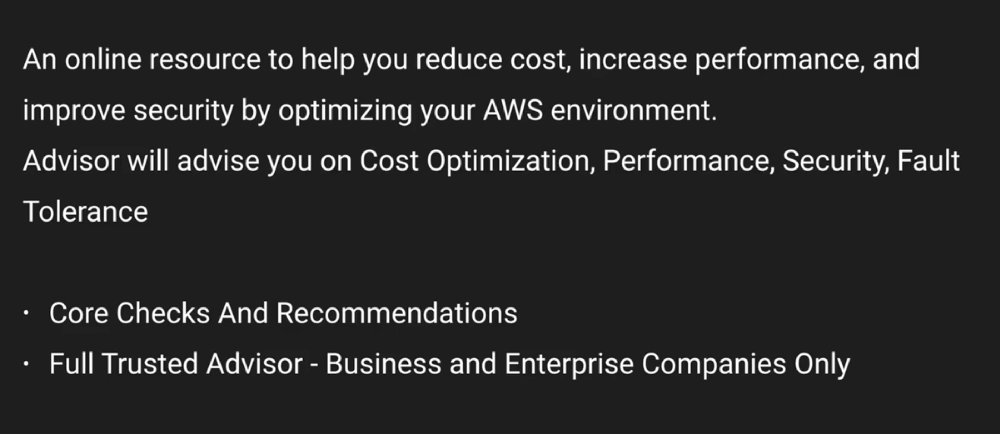 An online resource to help you reduce cost, increase performance, and
improve security by optimizing your AWS environment.
Advisor will advise you on Cost Optimization, Performance, Security, Fault
Tolerance
• Core Checks And Recommendations
• Full Trusted Advisor - Business and Enterprise Companies Only